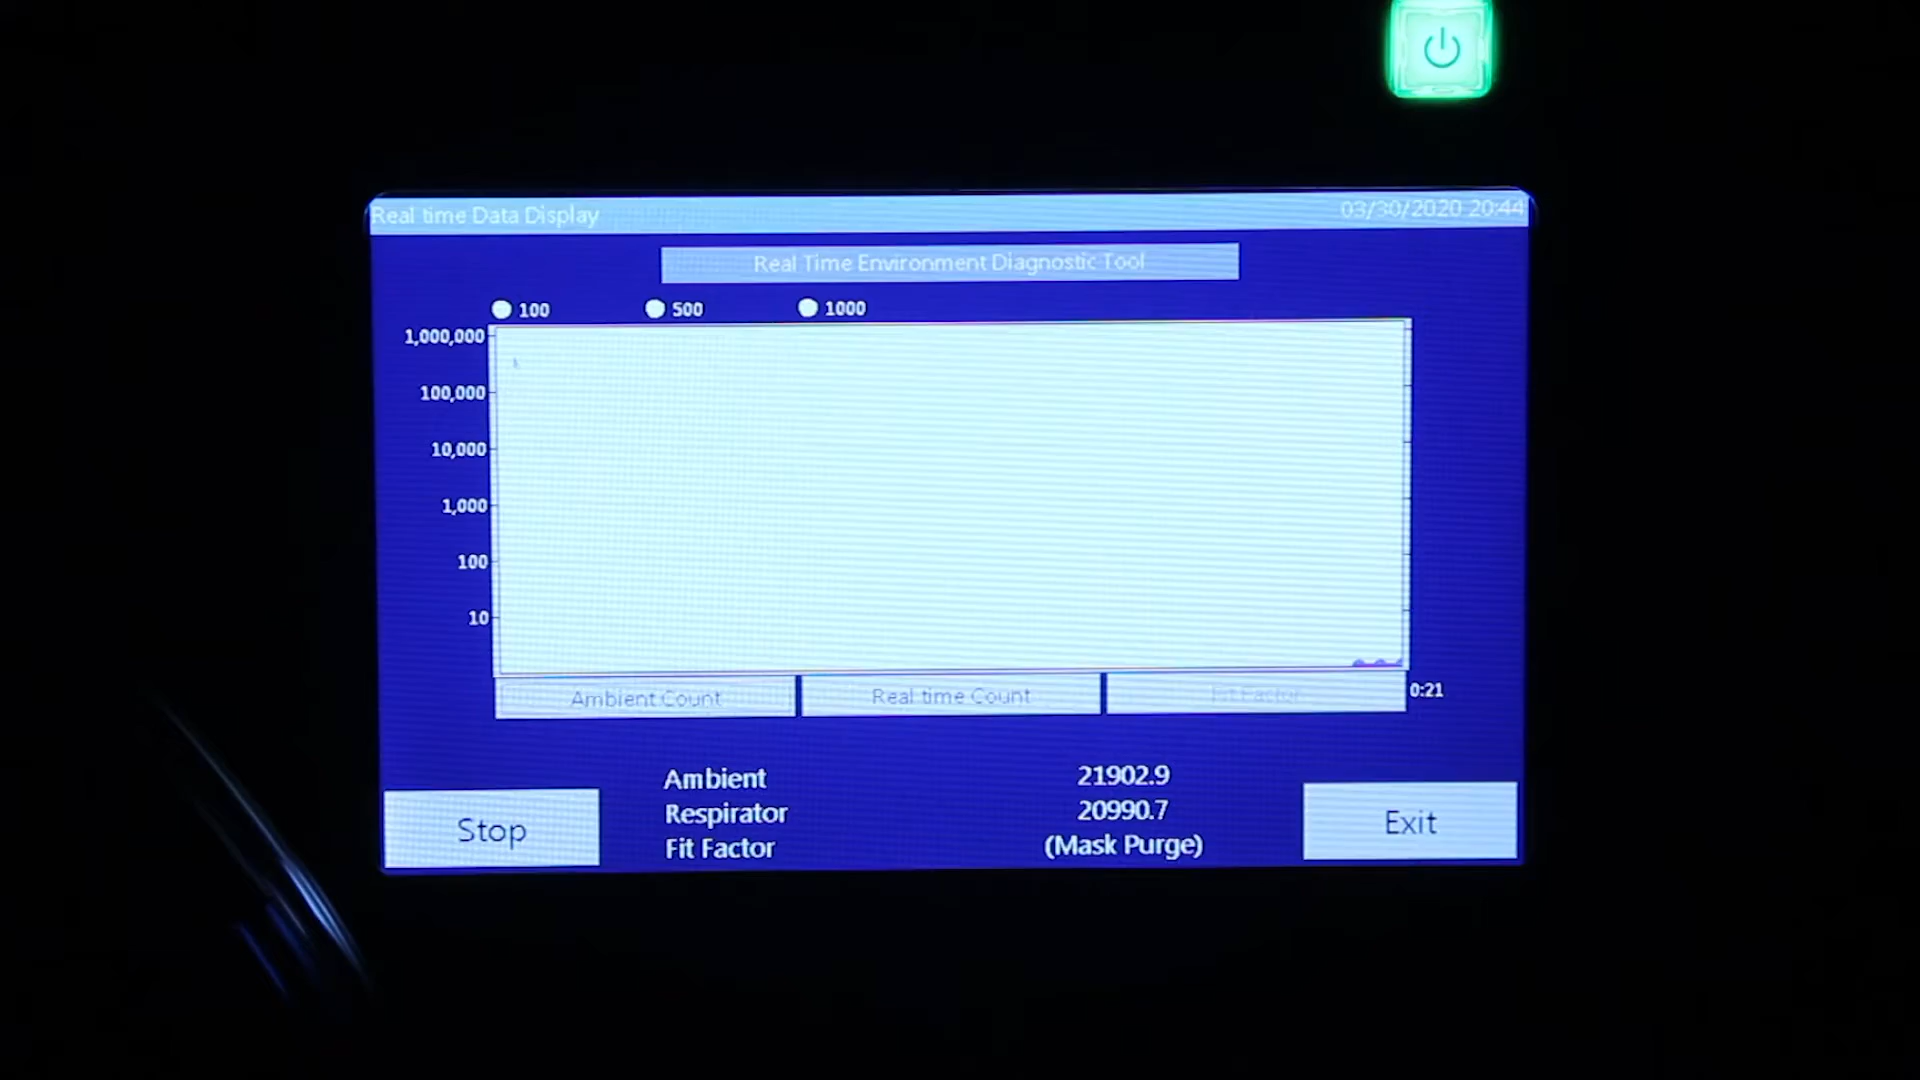 Real time Data Display
03/30/2020 20:44
Real Time Environment Diagnostic Tool
100 500 1000
1,000,000
100,000
10,000
1,000
100
10
Ambient Count
Real time Count
Fit Factor
0:21
Ambient 21902.9
Respirator 20990.7
Fit Factor (Mask Purge)
Stop
Exit